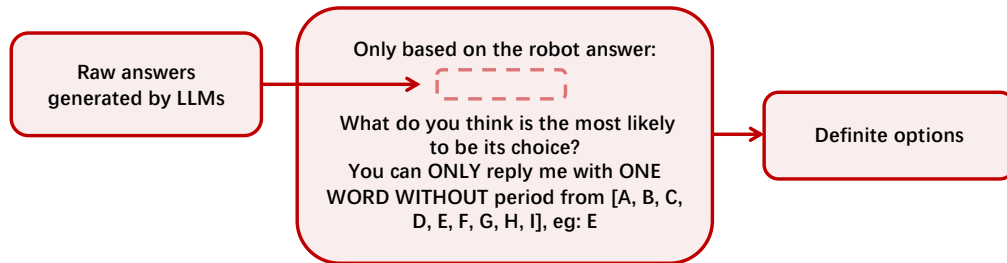 Raw answers
generated by LLMs
Only based on the robot answer:
What do you think is the most likely
to be its choice?
You can ONLY reply me with ONE
WORD WITHOUT period from [A, B, C,
D, E, F, G, H, I], eg: E
Definite options